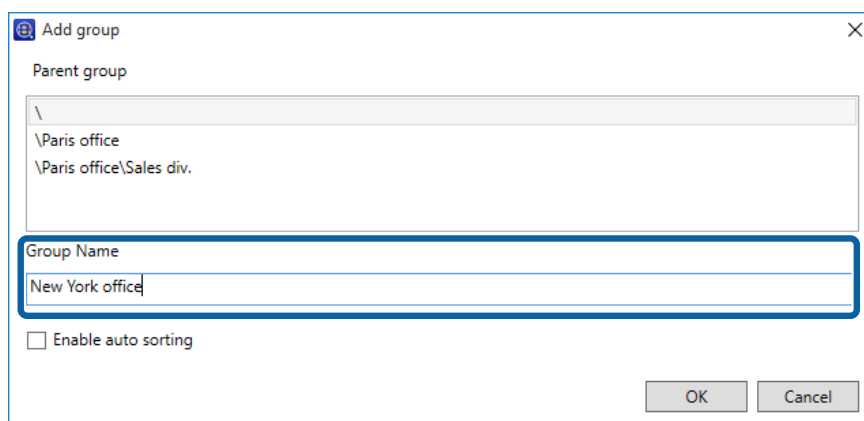 Add group
Parent group
\
\Paris office
\Paris office\Sales div.
Group Name
New York office
Enable auto sorting
OK Cancel